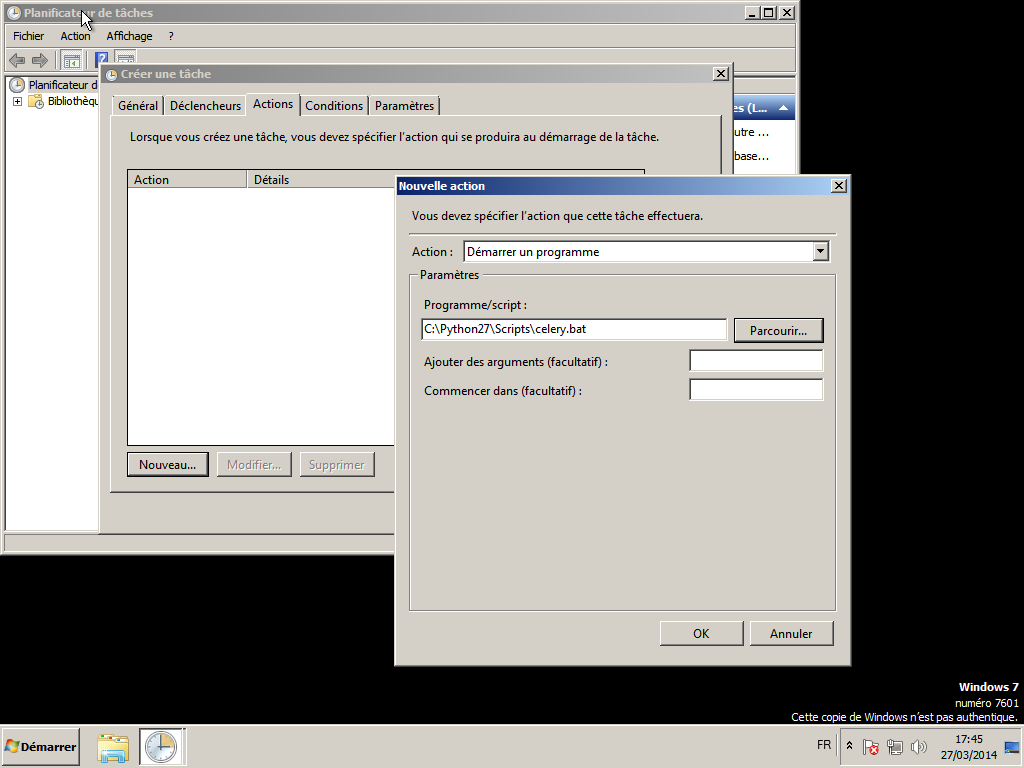 Planificateur de tâches
Fichier Action Affichage ?
Créer une tâche
Planificateur d
Bibliothèqu
Général Déclencheurs Actions Conditions Paramètres
es (L...
utre ...
base...
Lorsque vous créez une tâche, vous devez spécifier l'action qui se produira au démarrage de la tâche.
Action Détails
Nouveau... Modifier... Supprimer
Nouvelle action
Vous devez spécifier l'action que cette tâche effectuera.
Action : Démarrer un programme
Paramètres
Programme/script :
C:\Python27\Scripts\celery.bat Parcourir...
Ajouter des arguments (facultatif) :
Commencer dans (facultatif) :
OK Annuler
Windows 7
numéro 7601
Cette copie de Windows n'est pas authentique.
Démarrer FR 17:45
27/03/2014